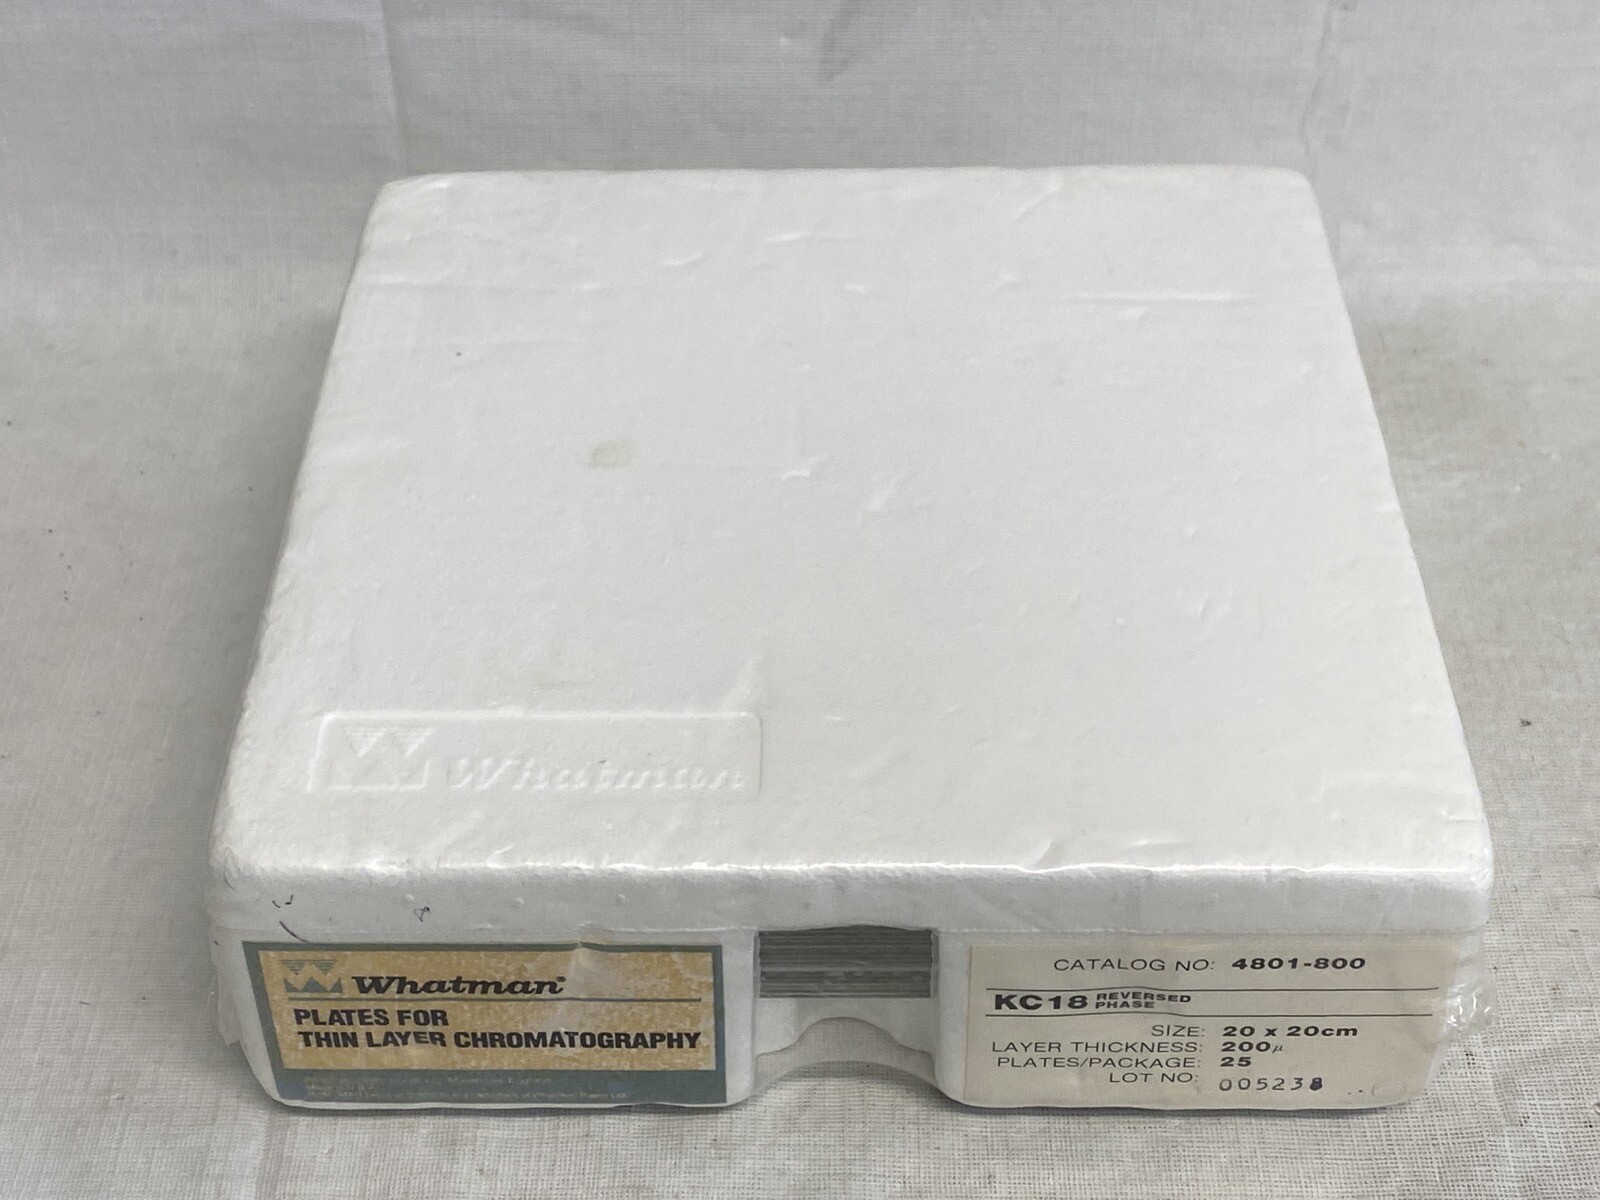 Whatman
Whatman®
PLATES FOR
THIN LAYER CHROMATOGRAPHY
CATALOG NO: 4801-800
KC18 REVERSED
PHASE
SIZE: 20 x 20cm
LAYER THICKNESS: 200μ
PLATES/PACKAGE: 25
LOT NO: 005238